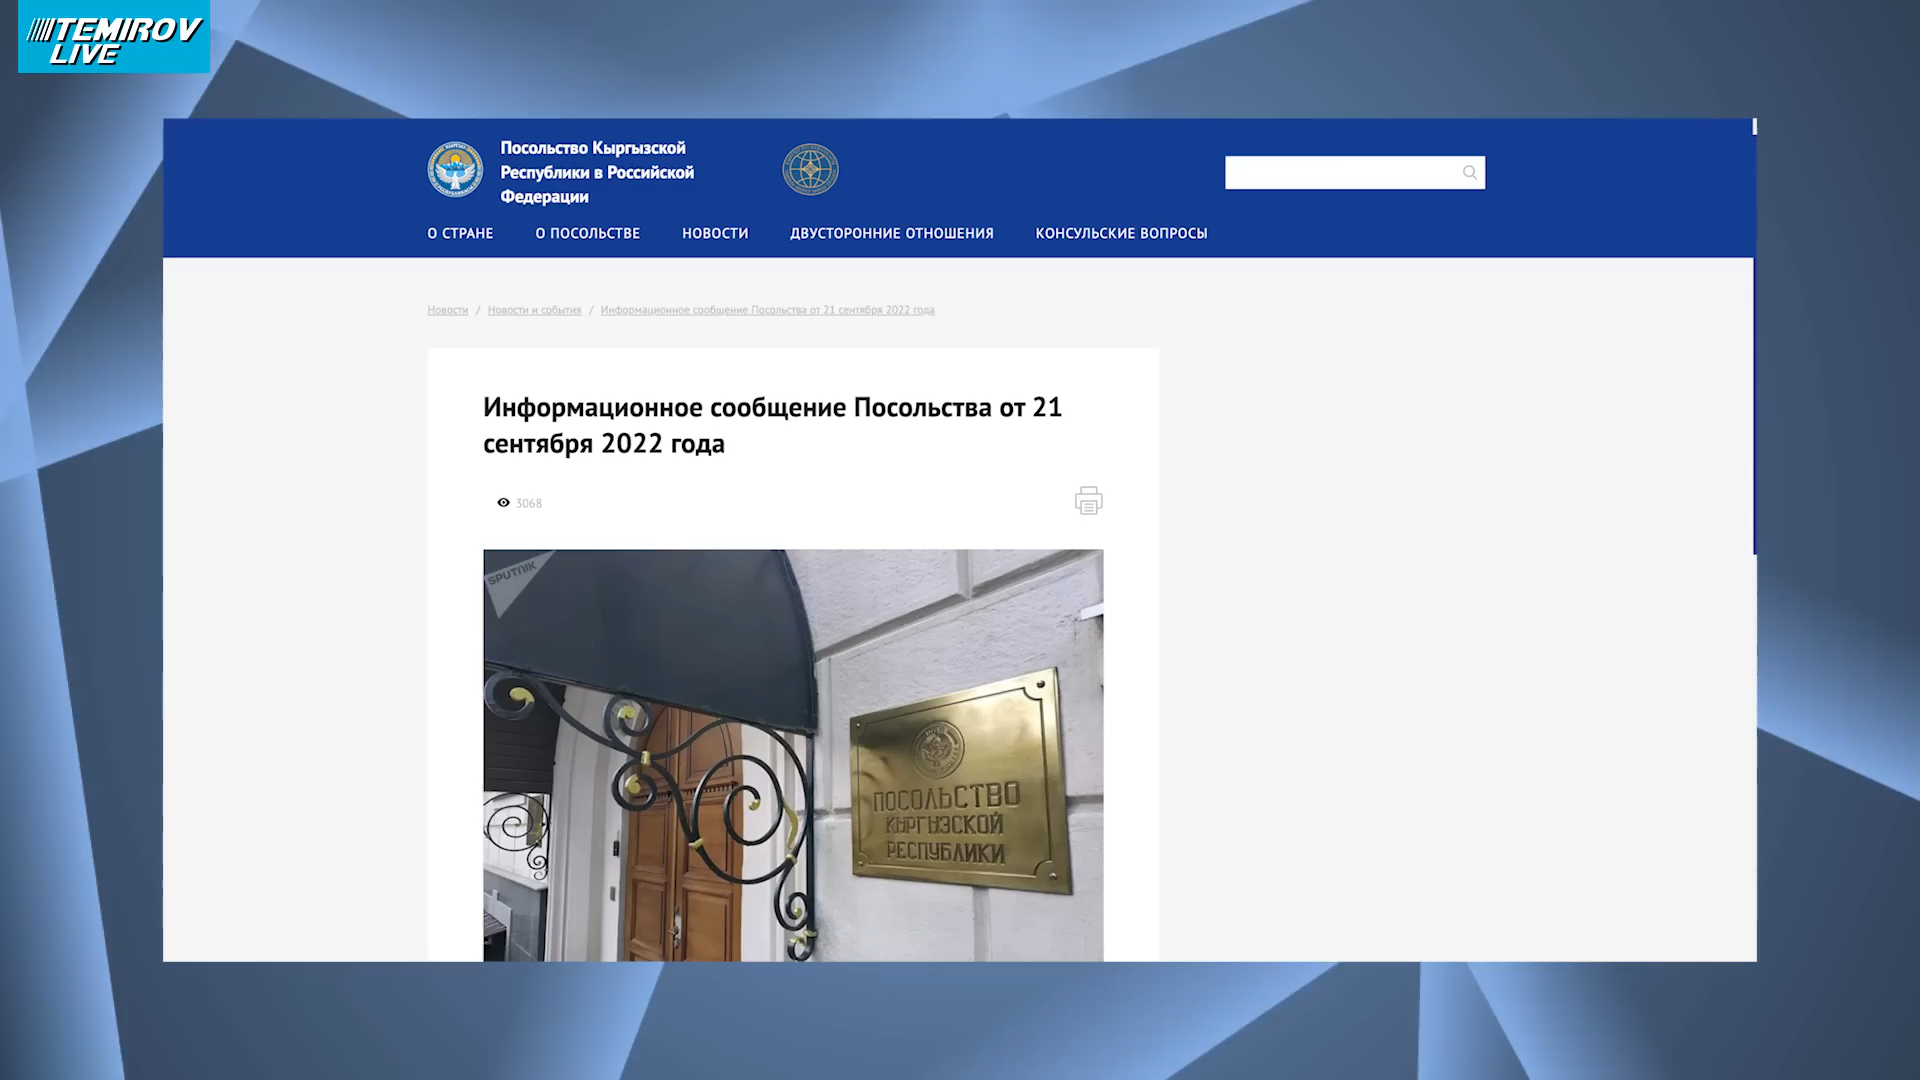 TEMIROV
LIVE
Посольство Кыргызской
Республики в Российской
Федерации
О СТРАНЕ
О ПОСОЛЬСТВЕ
НОВОСТИ
ДВУСТОРОННИЕ ОТНОШЕНИЯ
КОНСУЛЬСКИЕ ВОПРОСЫ
Новости / Новости и события / Информационное сообщение Посольства от 21 сентября 2022 года
Информационное сообщение Посольства от 21
сентября 2022 года
3068
SPUTNIK
ПОСОЛЬСТВО
КЫРГЫЗСКОЙ
РЕСПУБЛИКИ